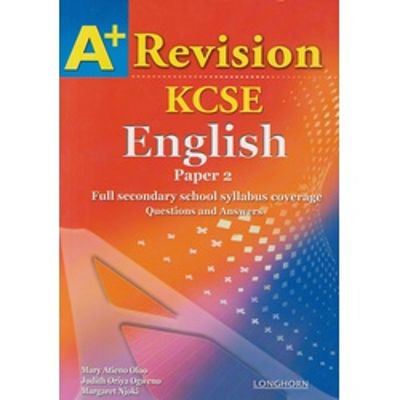 A+ Revision
KCSE
English
Paper 2
Full secondary school syllabus coverage
Questions and Answers
Mary Atieno Oloo
Judith Oriya
Margaret Njoki
LONGHORN